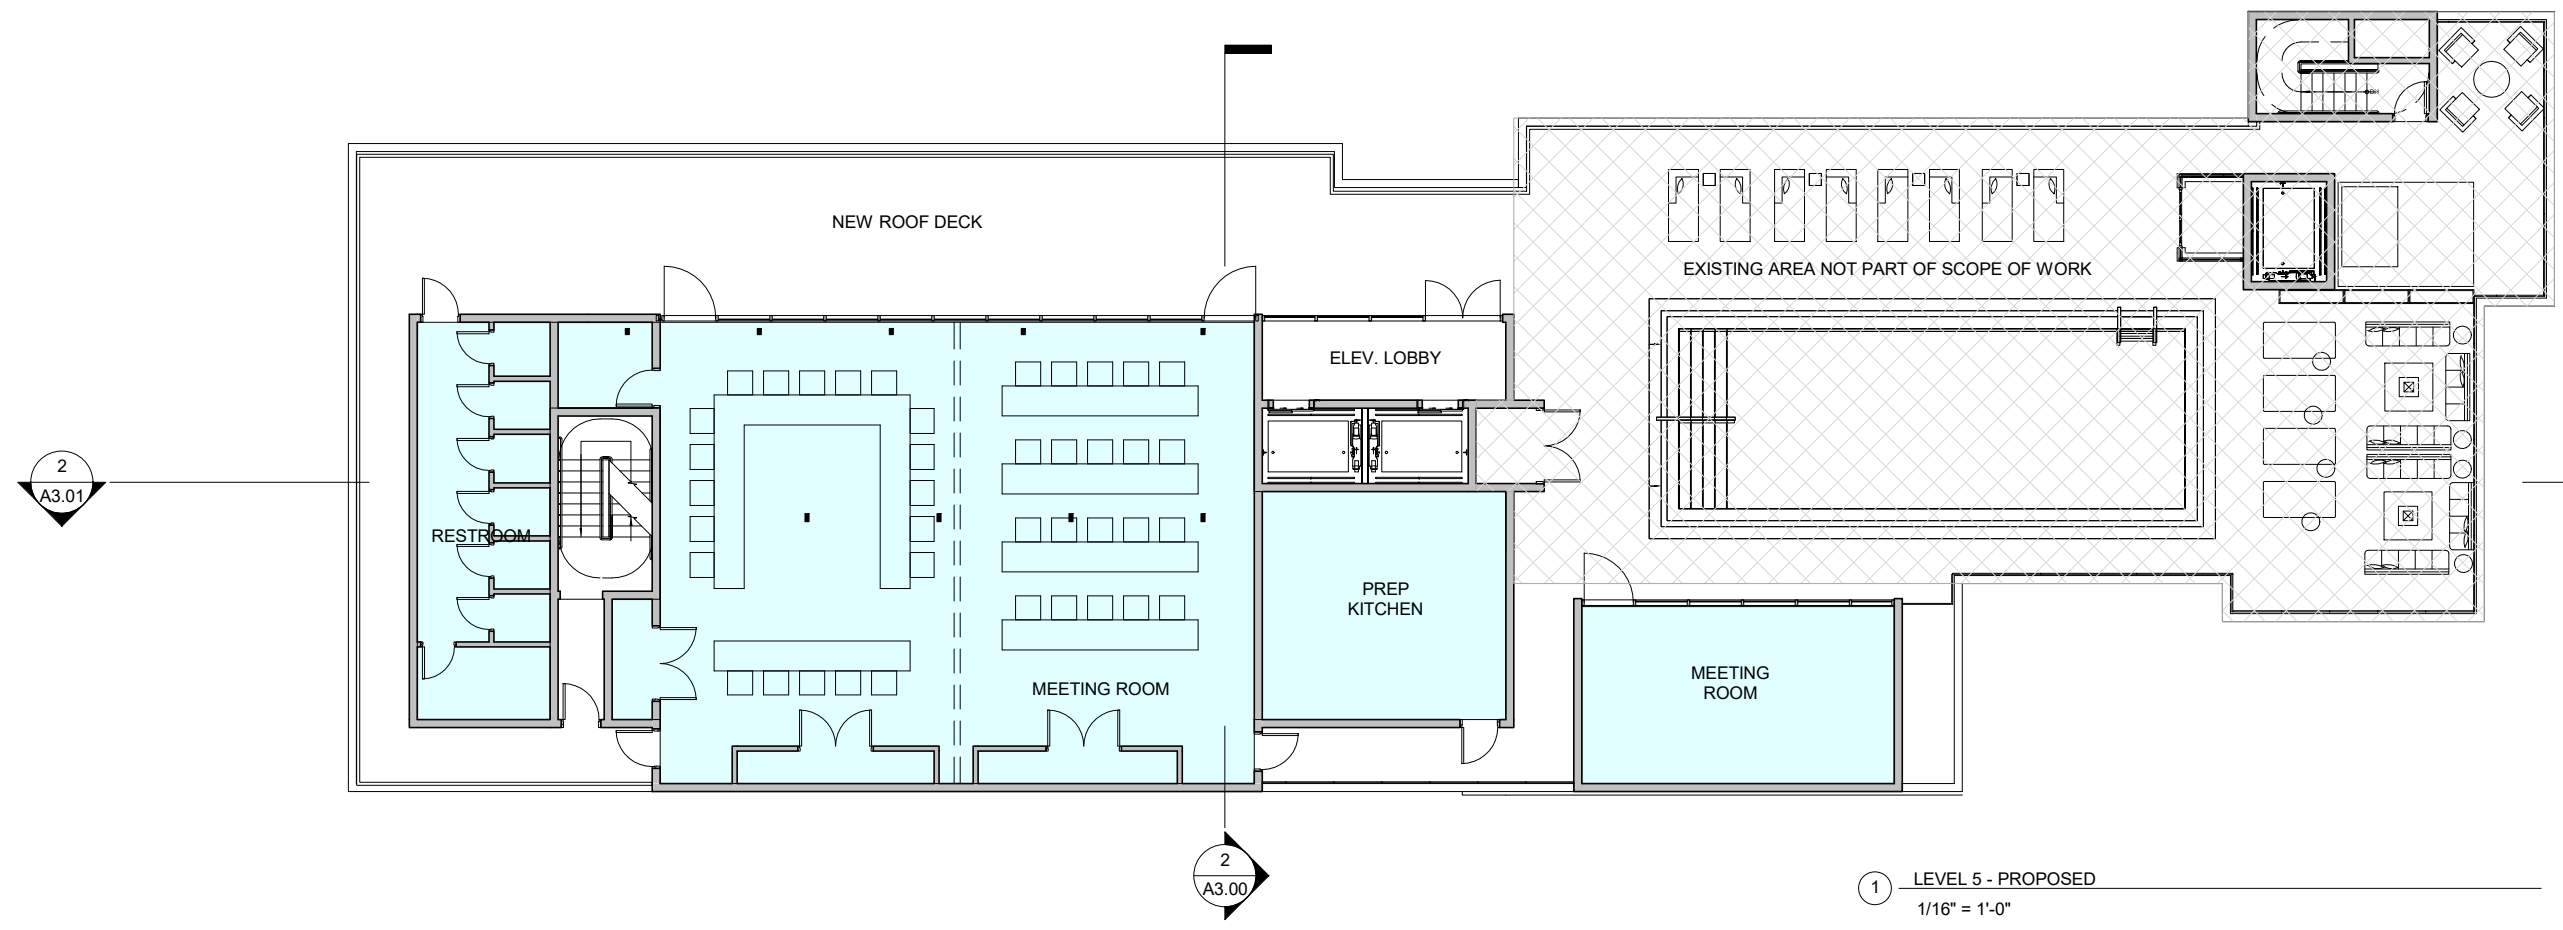 NEW ROOF DECK
EXISTING AREA NOT PART OF SCOPE OF WORK
ELEV. LOBBY
2
A3.01
RESTROOM
PREP
KITCHEN
MEETING ROOM
MEETING
ROOM
2
A3.00
1
LEVEL 5 - PROPOSED
1/16" = 1'-0"